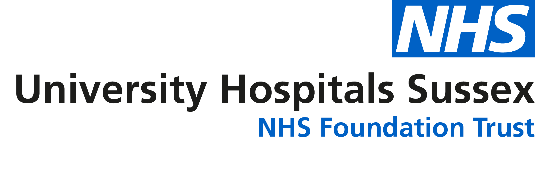 NHS
University Hospitals Sussex
NHS Foundation Trust